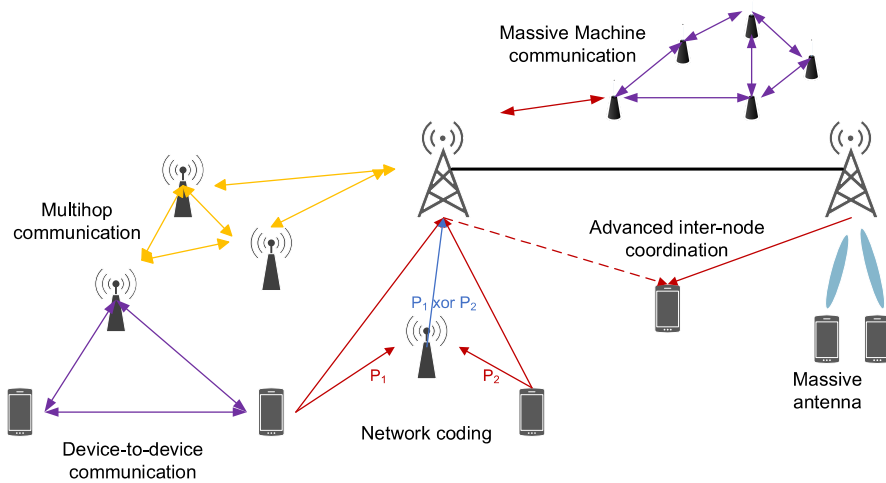 Massive Machine
communication
Multihop
communication
Advanced inter-node
coordination
P₁ xor P₂
P₁
P₂
Massive
antenna
Network coding
Device-to-device
communication